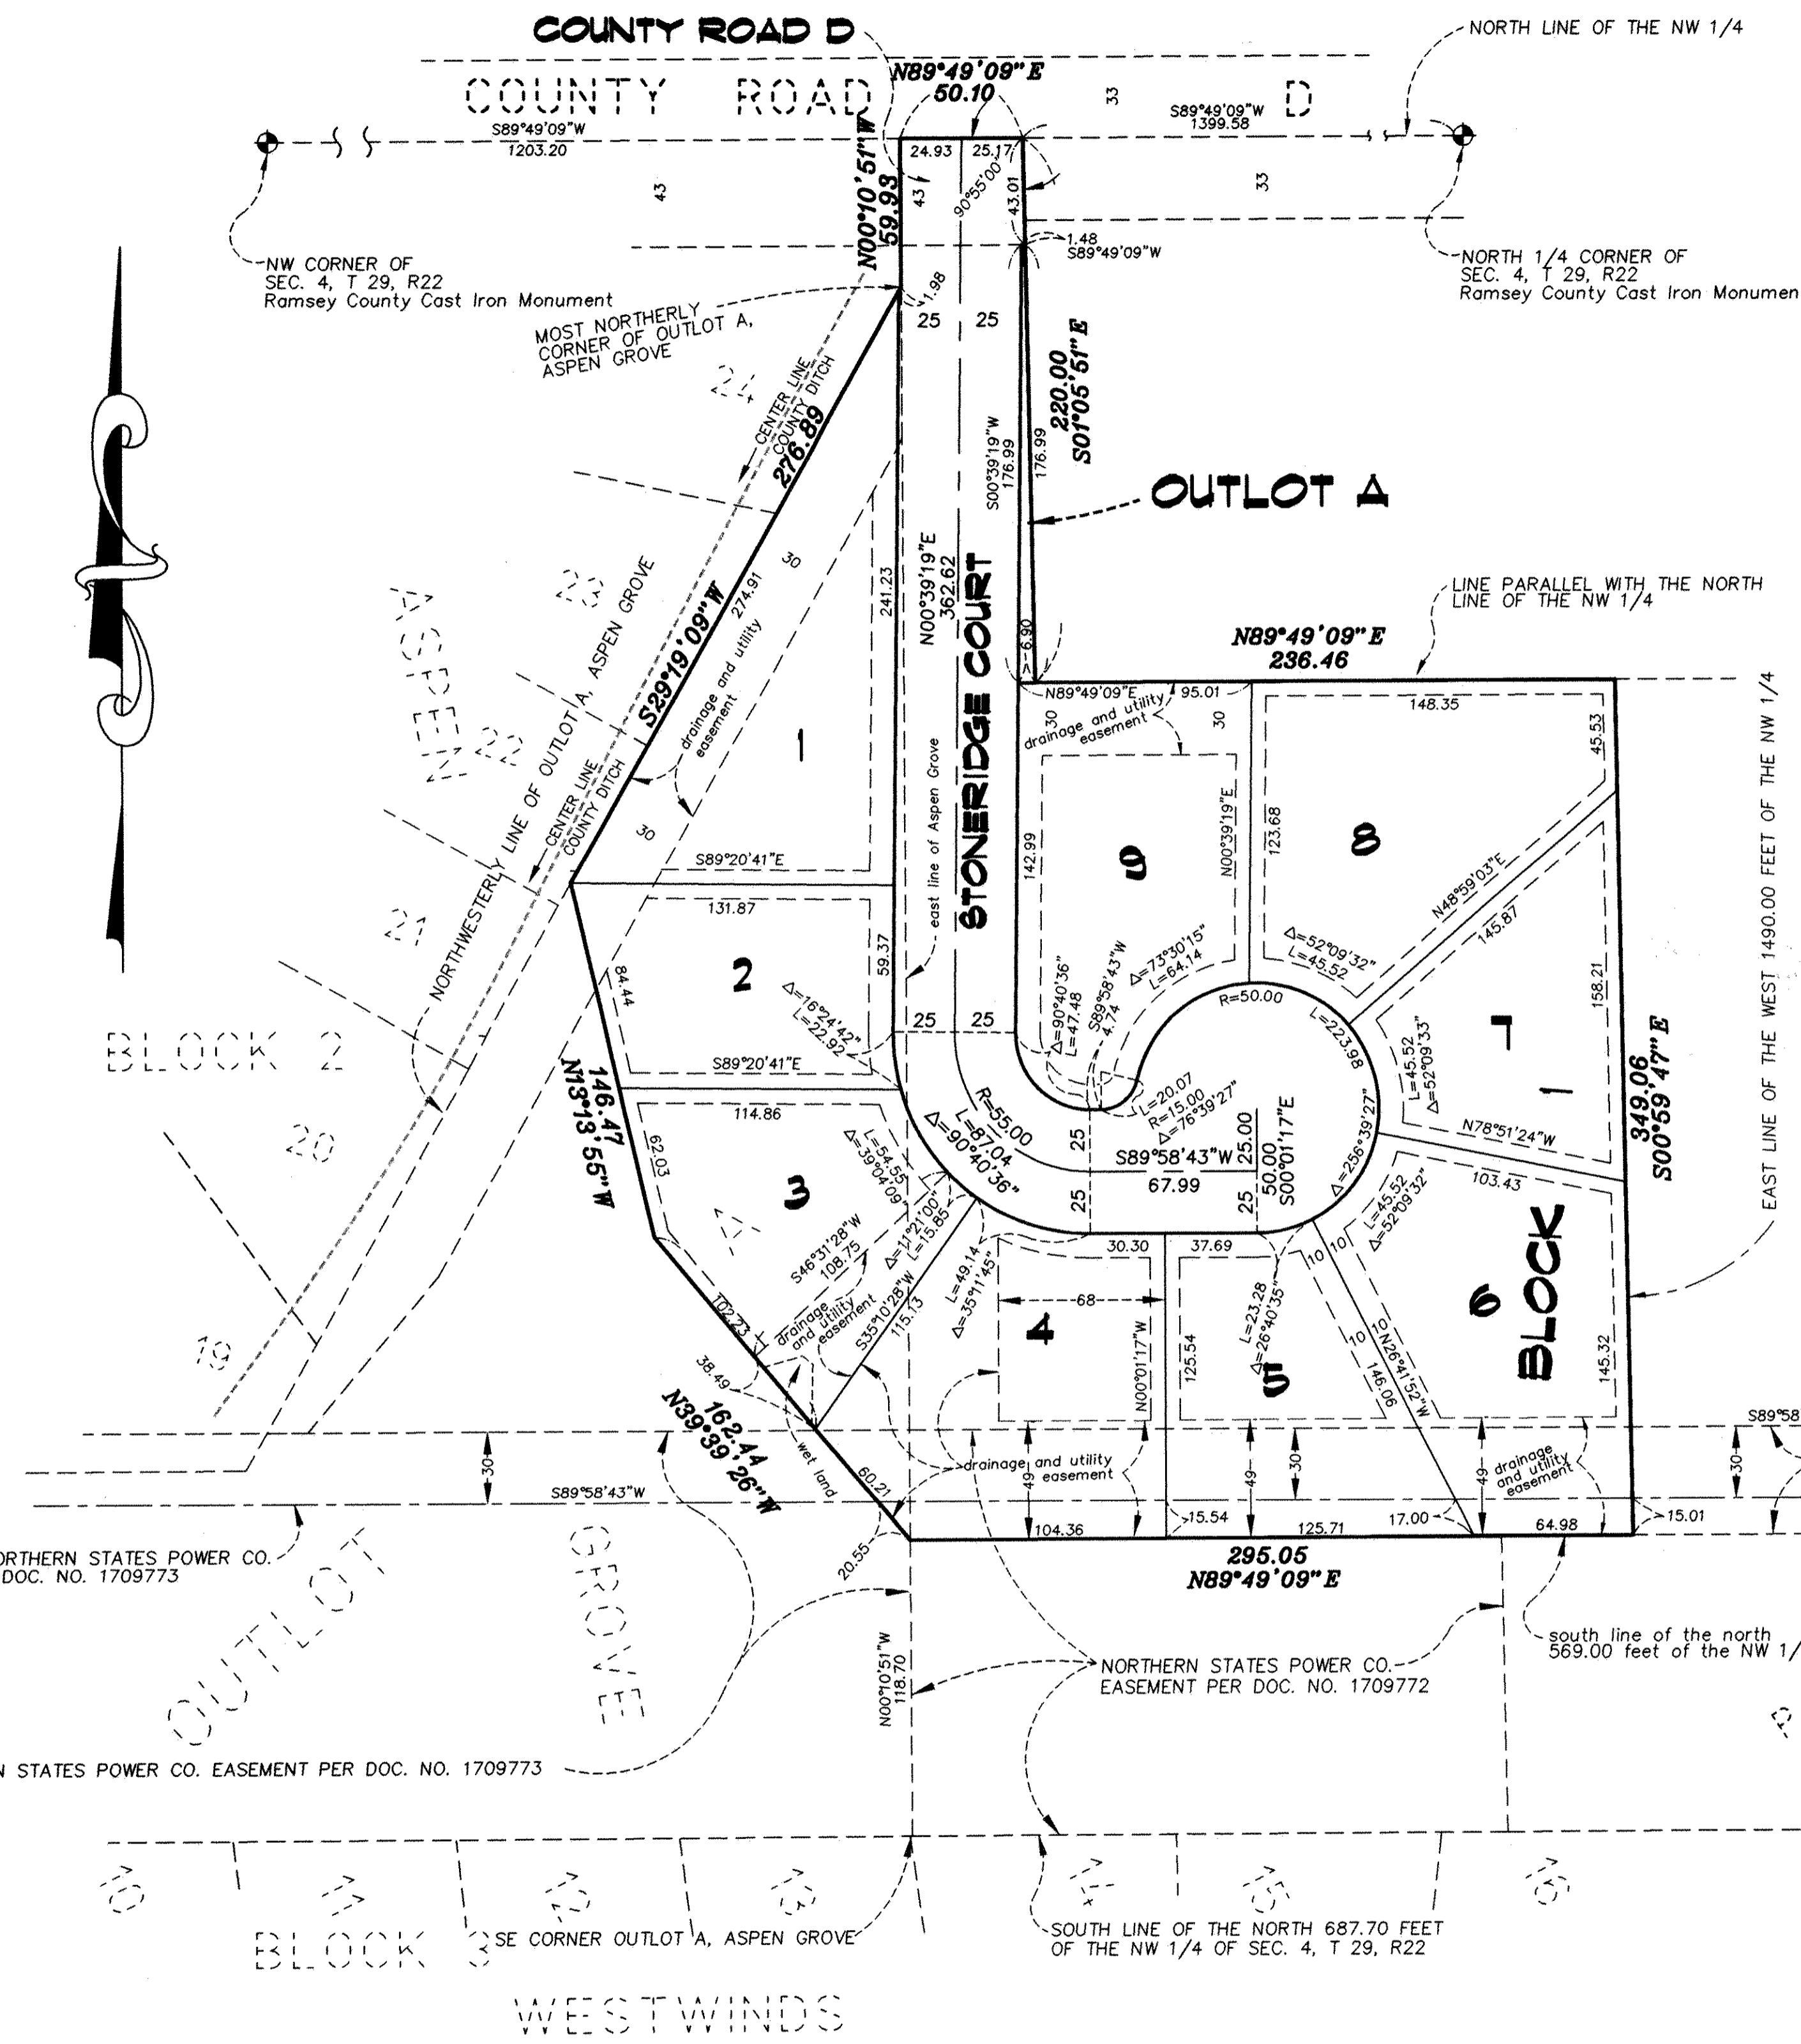 COUNTY ROAD D
NORTH LINE OF THE NW 1/4
COUNTY ROAD D
N89°49'09"E
50.10
33
S89°49'09"W
1203.20
S89°49'09"W
1399.58
24.93
25.17
N00°10'51"W
59.93
43
43
90°55'00"
43.01
33
1.48
S89°49'09"W
NW CORNER OF
SEC. 4, T 29, R22
Ramsey County Cast Iron Monument
NORTH 1/4 CORNER OF
SEC. 4, T 29, R22
Ramsey County Cast Iron Monumen
MOST NORTHERLY
CORNER OF OUTLOT A,
ASPEN GROVE
1.98
25
25
24
CENTER LINE
COUNTY DITCH
276.89
S29°19'09"W
274.91
30
220.00
S01°05'51"E
S00°39'19"W
176.99
176.99
OUTLOT A
241.23
N00°39'19"E
362.62
STONERIDGE COURT
23
ASPEN
22
NORTHWESTERLY LINE OF OUTLOT A, ASPEN GROVE
drainage and utility
easement
1
LINE PARALLEL WITH THE NORTH
LINE OF THE NW 1/4
N89°49'09"E
236.46
6.90
N89°49'09"E
95.01
148.35
30
30
drainage and utility
easement
45.53
CENTER LINE
COUNTY DITCH
30
S89°20'41"E
east line of Aspen Grove
142.99
9
N00°39'19"E
123.68
8
EAST LINE OF THE WEST 1490.00 FEET OF THE NW 1/4
21
131.87
59.37
2
84.44
Δ=16°24'42"
L=22.92
N48°59'03"E
145.87
Δ=52°09'32"
L=45.52
Δ=73°30'15"
L=64.14
S89°58'43"W
4.74
Δ=90°40'36"
L=47.48
R=50.00
L=223.98
158.21
7
1
L=45.52
Δ=52°09'33"
25
25
BLOCK 2
S89°20'41"E
146.47
N13°13'55"W
114.86
20
62.03
3
L=54.55
Δ=39°04'09"
R=55.00
L=87.04
Δ=90°40'36"
L=20.07
R=15.00
Δ=76°39'27"
25
S89°58'43"W
67.99
25.00
50.00
S00°01'17"E
Δ=256°39'27"
N78°51'24"W
103.43
349.06
S00°59'47"E
25
25
A
Δ=11°21'00"
L=15.85
S46°31'28"W
108.75
30.30
37.69
L=45.52
Δ=52°09'32"
10
10
BLOCK
6
102.23
drainage
and utility
easement
S35°10'28"W
115.13
L=49.14
Δ=35°11'45"
68
4
N00°01'17"W
125.54
L=23.28
Δ=26°40'35"
5
10
10
N26°41'52"W
146.06
145.32
19
38.49
162.44
N39°39'26"W
wet land
60.21
S89°58
30
S89°58'43"W
drainage and utility
easement
49
49
30
49
drainage
and utility
easement
30
20.55
104.36
15.54
125.71
17.00
64.98
15.01
295.05
N89°49'09"E
ORTHERN STATES POWER CO.
DOC. NO. 1709773
OUTLOT
GROVE
N00°10'51"W
118.70
NORTHERN STATES POWER CO.
EASEMENT PER DOC. NO. 1709772
south line of the north
569.00 feet of the NW 1/
N STATES POWER CO. EASEMENT PER DOC. NO. 1709773
10
11
12
13
14
15
16
BLOCK 3
SE CORNER OUTLOT A, ASPEN GROVE
SOUTH LINE OF THE NORTH 687.70 FEET
OF THE NW 1/4 OF SEC. 4, T 29, R22
WESTWINDS